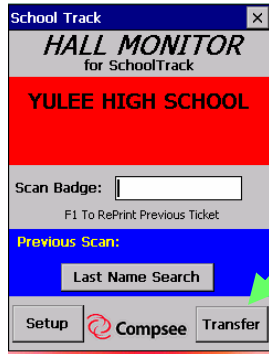 School Track
HALL MONITOR
for SchoolTrack
YULEE HIGH SCHOOL
Scan Badge:
F1 To RePrint Previous Ticket
Previous Scan:
Last Name Search
Setup Compsee Transfer